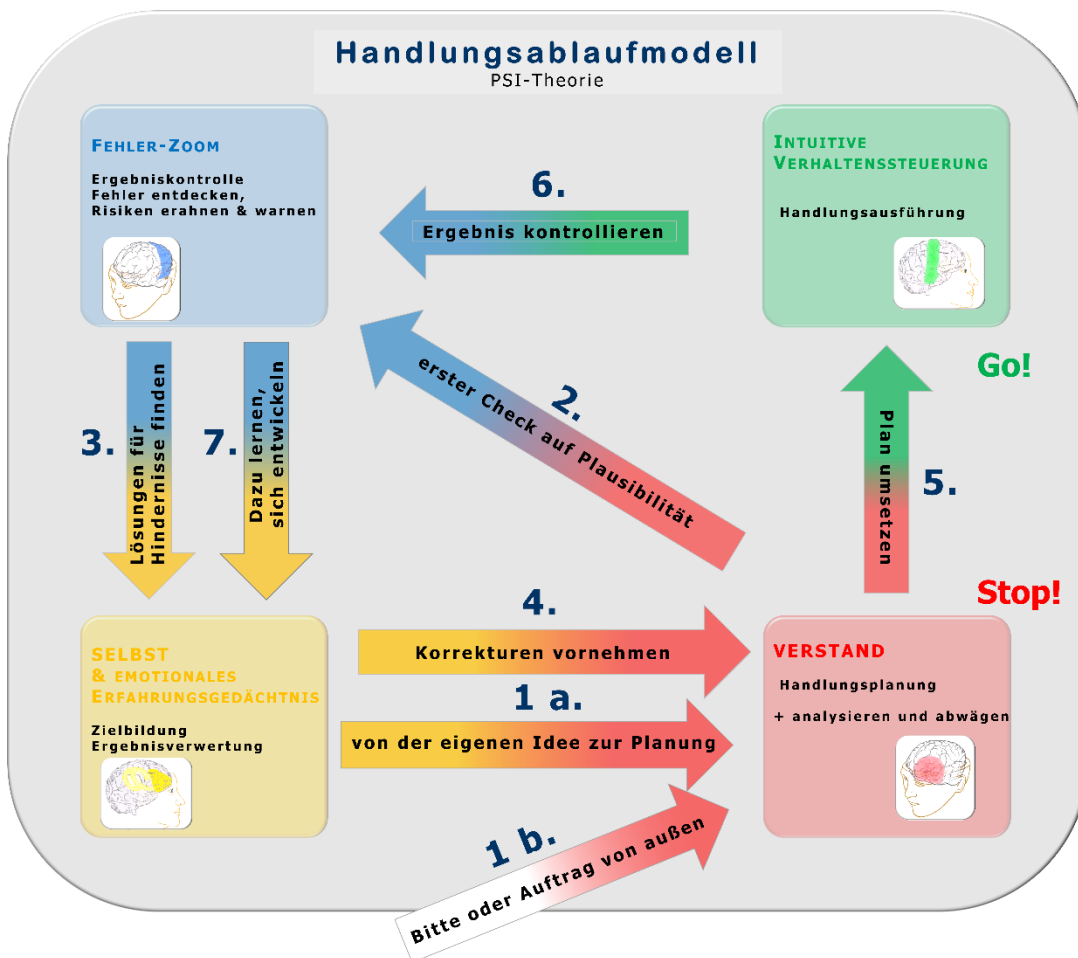 Handlungsablaufmodell
PSI-Theorie
FEHLER-ZOOM
Ergebniskontrolle
Fehler entdecken,
Risiken erahnen & warnen
6.
Ergebnis kontrollieren
INTUITIVE
VERHALTENSSTEUERUNG
Handlungsausführung
2.
erster Check auf Plausibilität
Go!
3.
Lösungen für
Hindernisse finden
7.
Dazu lernen,
sich entwickeln
Plan umsetzen
5.
Stop!
SELBST
& EMOTIONALES
ERFAHRUNGSGEDÄCHTNIS
Zielbildung
Ergebnisverwertung
4.
Korrekturen vornehmen
1 a.
von der eigenen Idee zur Planung
1 b.
Bitte oder Auftrag von außen
VERSTAND
Handlungsplanung
+ analysieren und abwägen